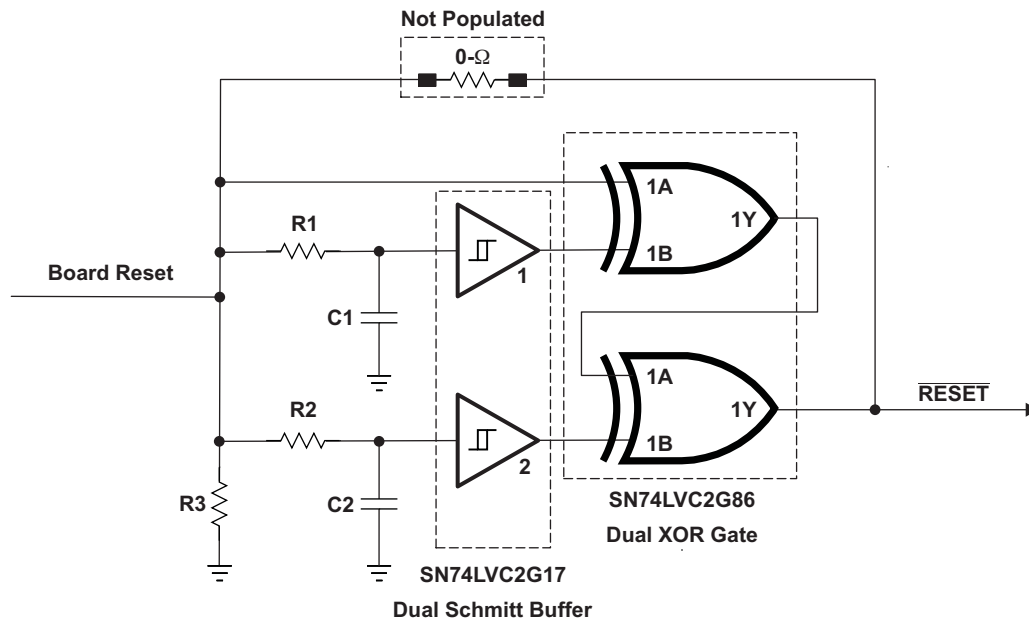 Not Populated
0-Ω
1A
1Y
1B
R1
1
Board Reset
C1
1A
1Y
1B
RESET
R2
2
R3
C2
SN74LVC2G86
Dual XOR Gate
SN74LVC2G17
Dual Schmitt Buffer